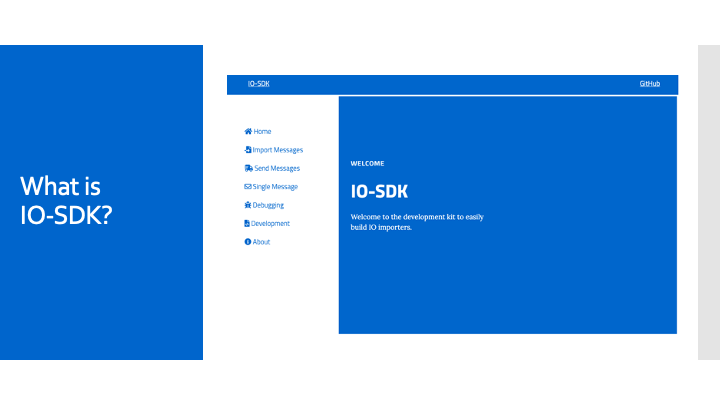 What is
IO-SDK?
IO-SDK
GitHub
Home
Import Messages
Send Messages
Single Message
Debugging
Development
About
WELCOME
IO-SDK
Welcome to the development kit to easily
build IO importers.